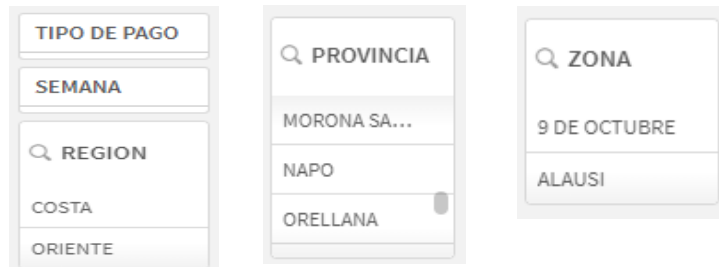 TIPO DE PAGO
SEMANA
REGION
COSTA
ORIENTE
PROVINCIA
MORONA SA...
NAPO
ORELLANA
ZONA
9 DE OCTUBRE
ALAUSI